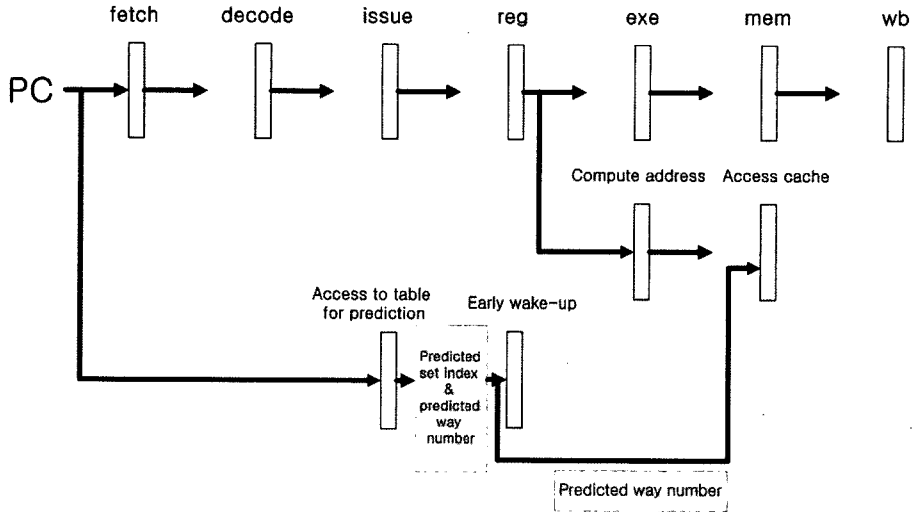 fetch decode issue reg exe mem wb
PC
Compute address Access cache
Access to table
for prediction
Early wake-up
Predicted
set index
&
predicted
way
number
Predicted way number